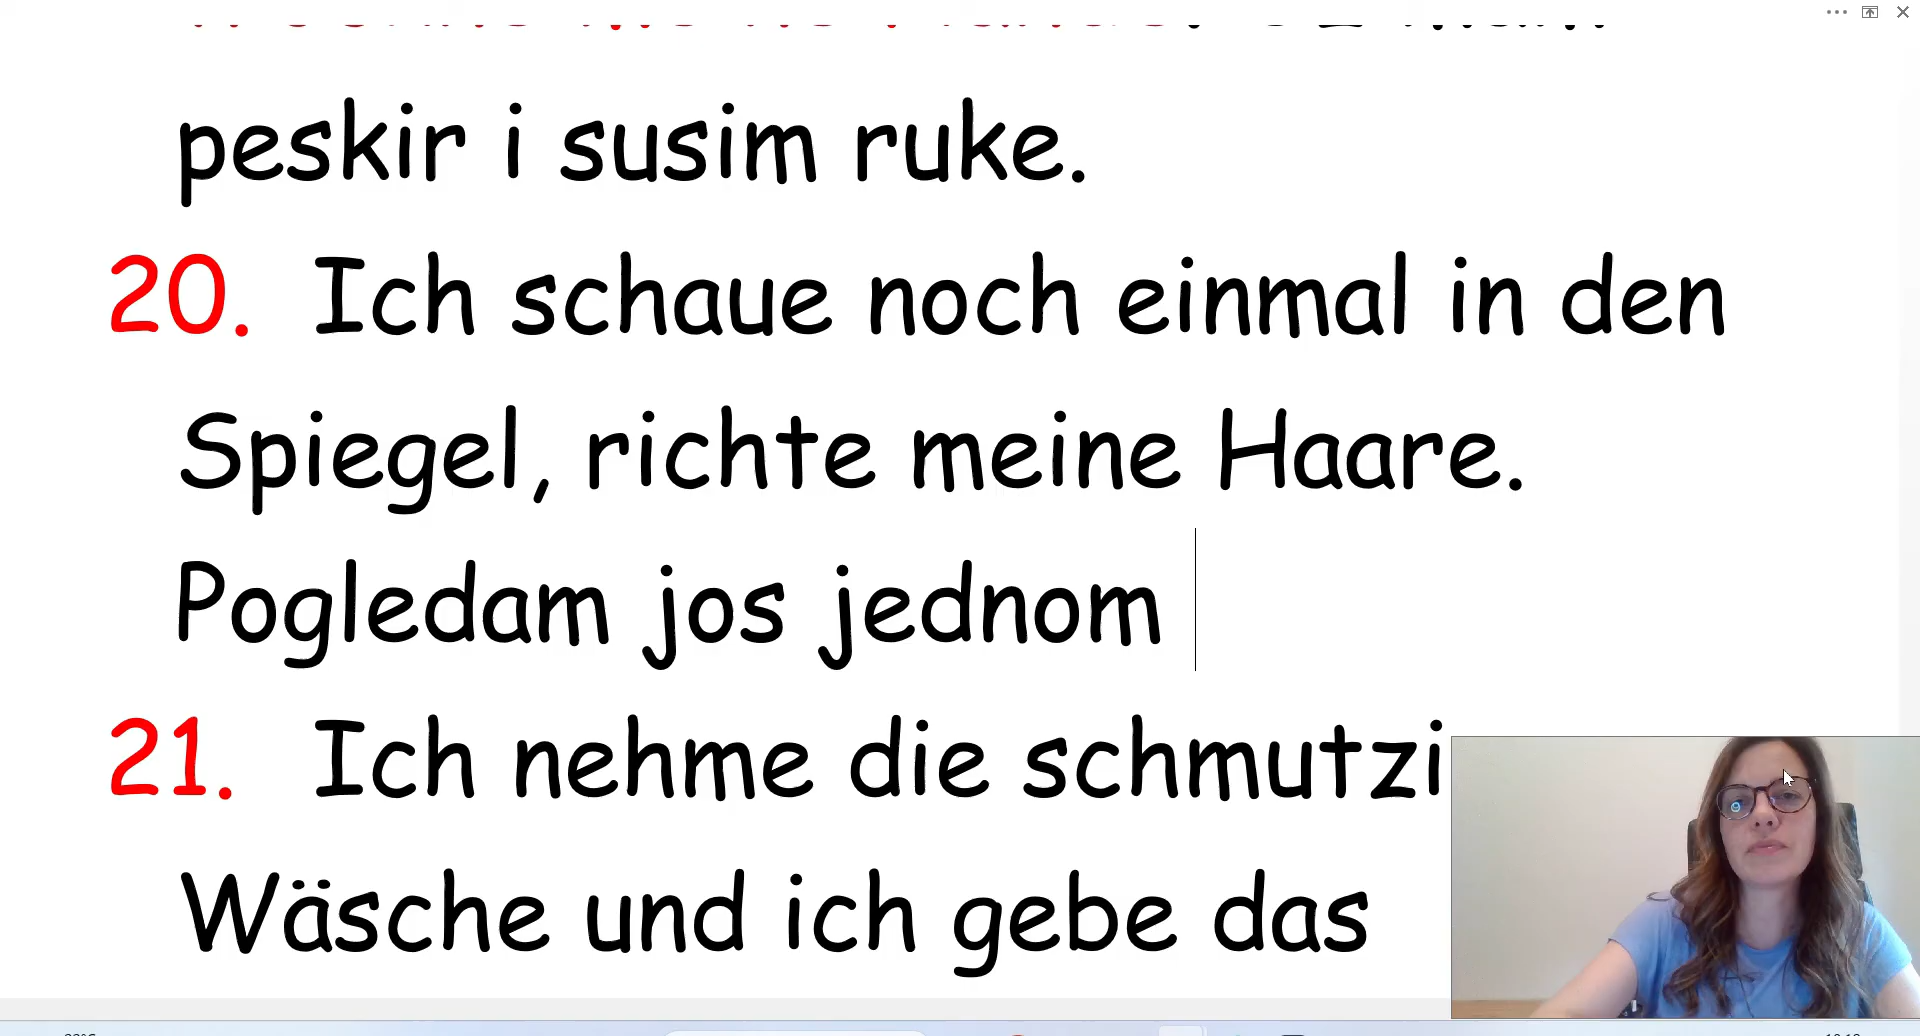 peskir i susim ruke.
20. Ich schaue noch einmal in den
Spiegel, richte meine Haare.
Pogledam jos jednom
21. Ich nehme die schmutzi
Wäsche und ich gebe das